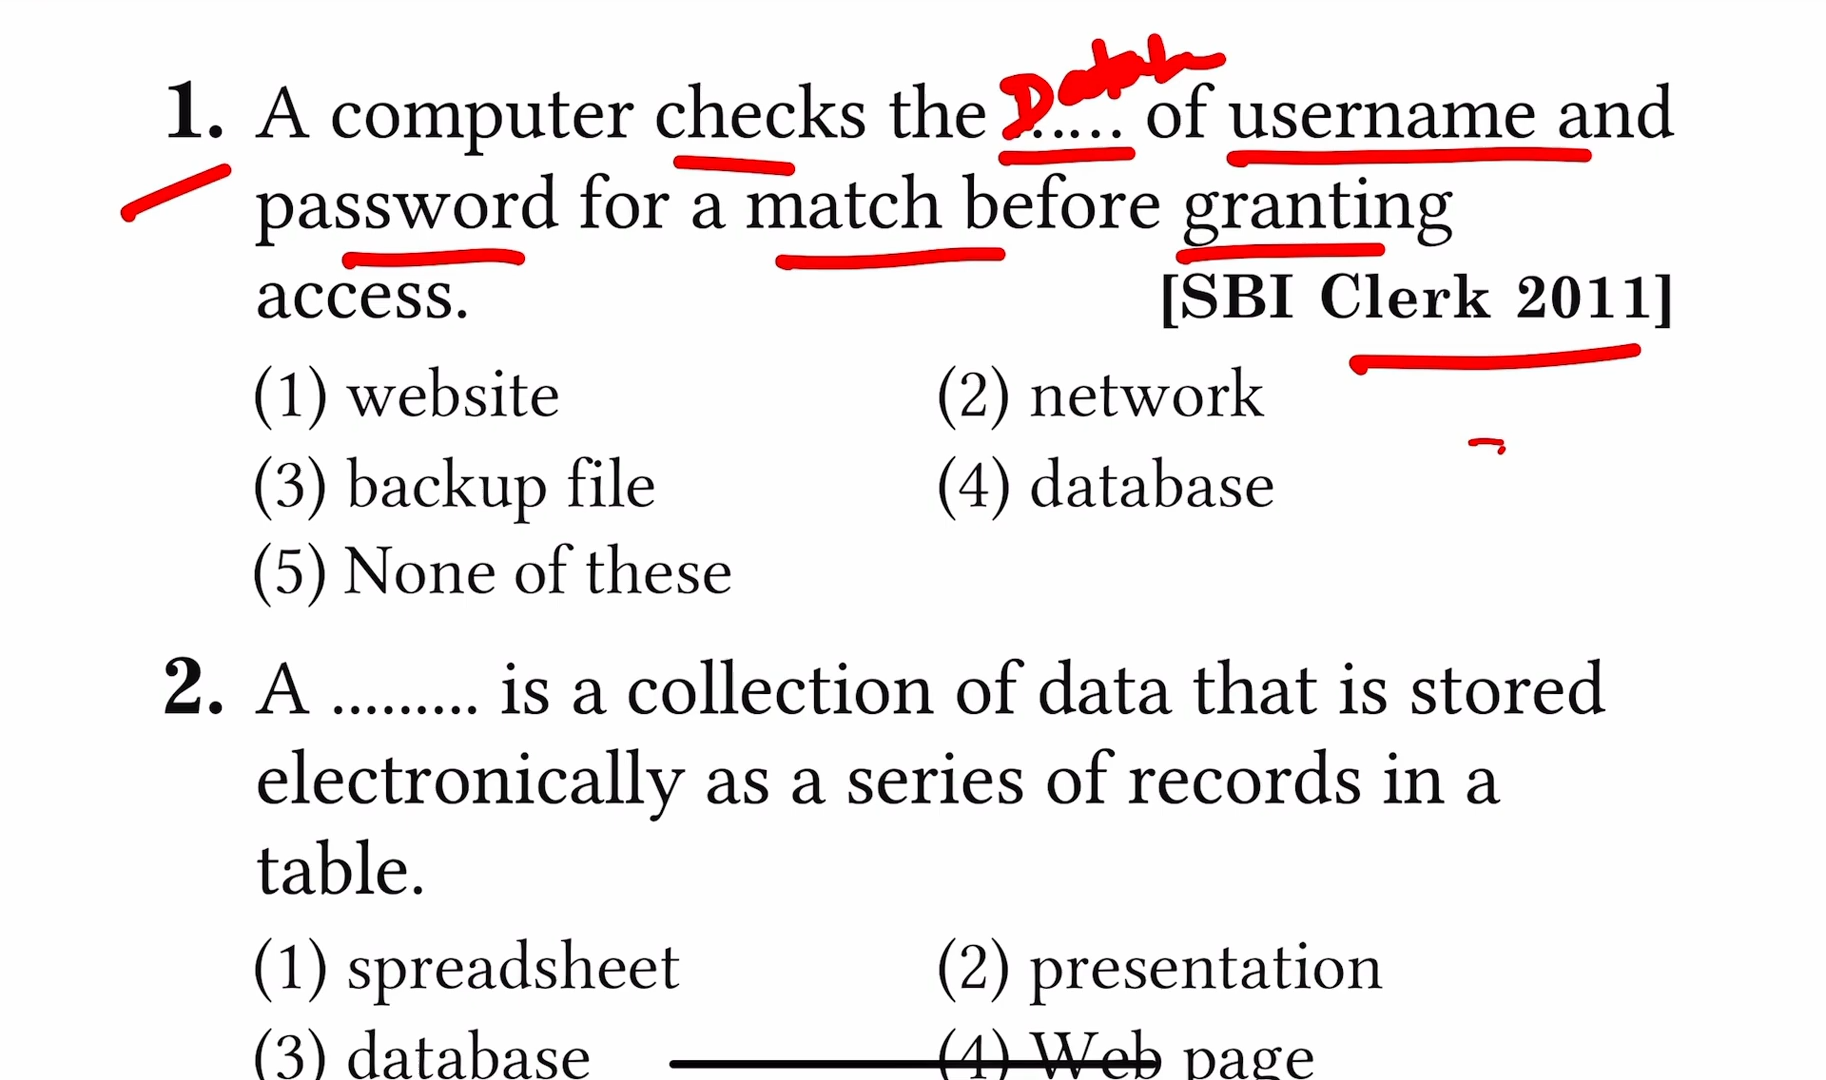 1. A computer checks the ...... of username and
password for a match before granting
access. [SBI Clerk 2011]
(1) website (2) network
(3) backup file (4) database
(5) None of these
2. A ......... is a collection of data that is stored
electronically as a series of records in a
table.
(1) spreadsheet (2) presentation
(3) database (4) Web page